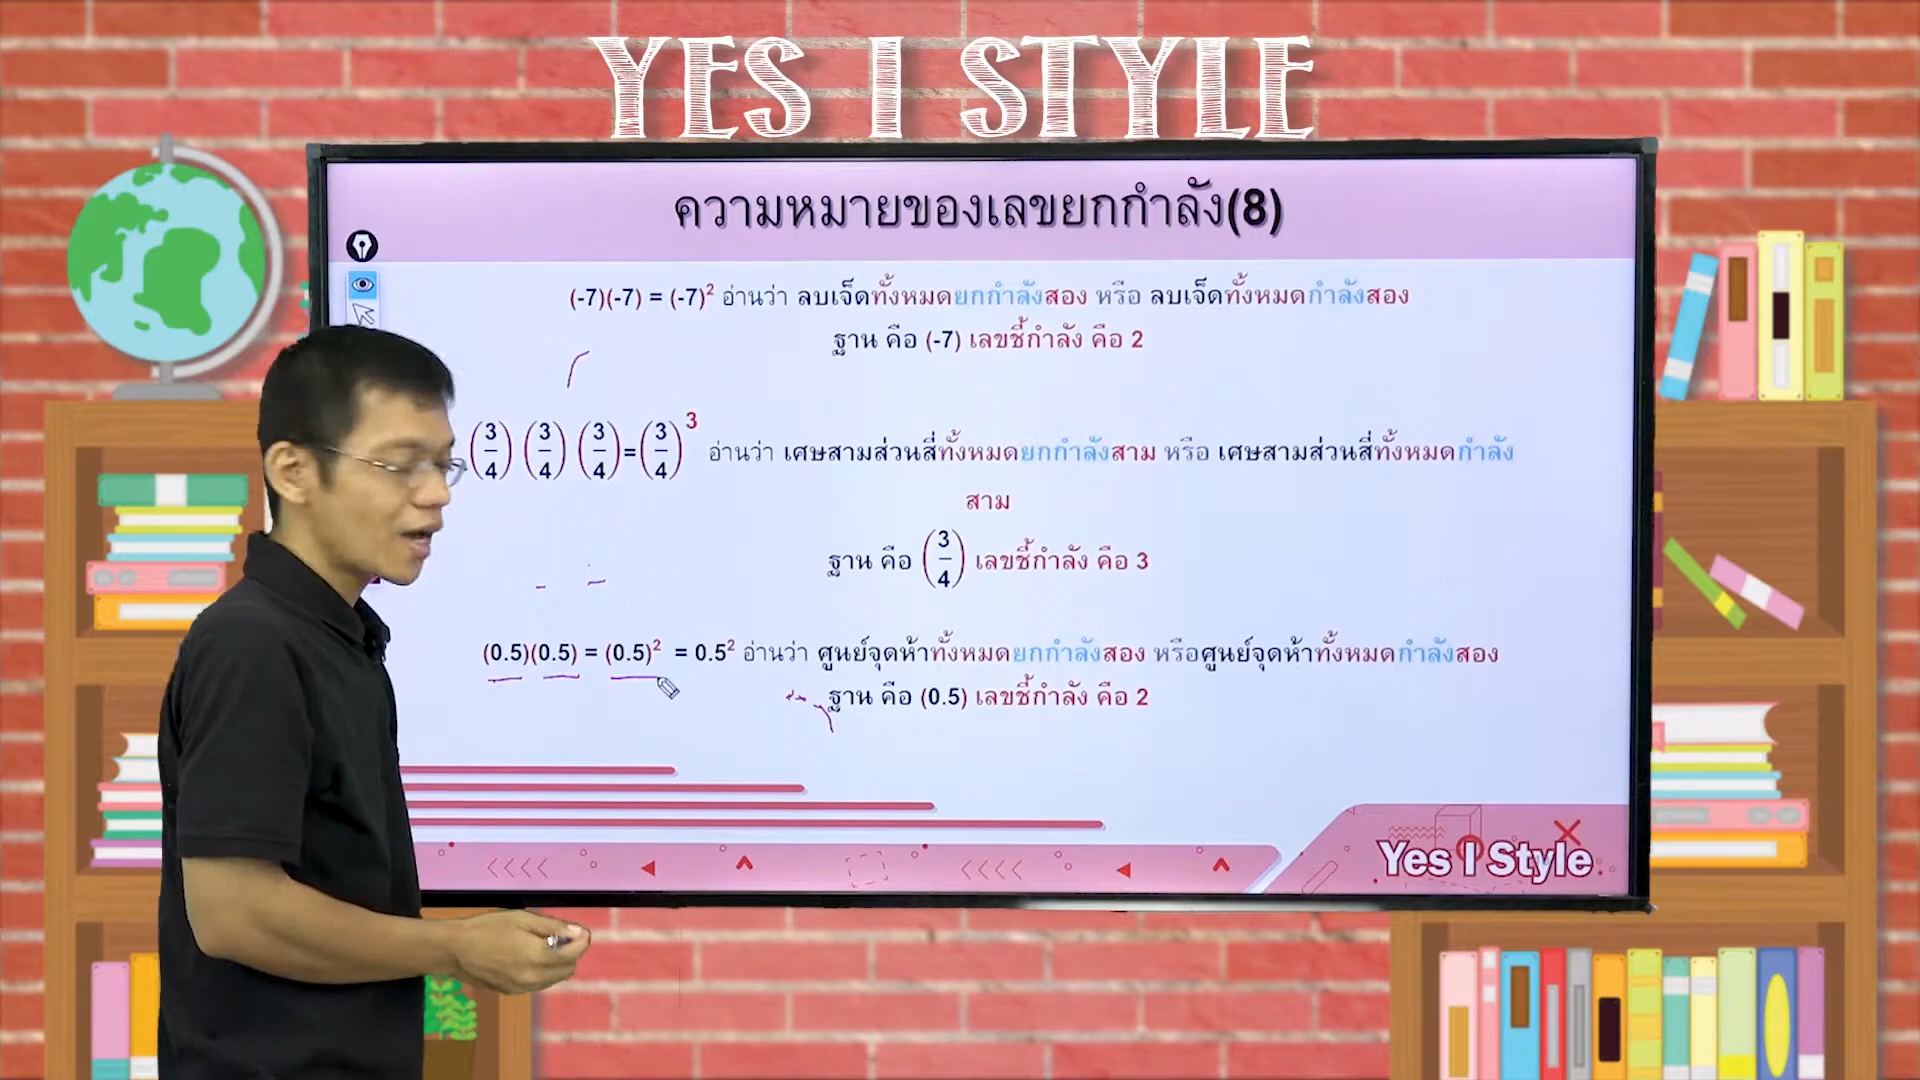 YES I STYLE
ความหมายของเลขยกกำลัง(8)
(-7)(-7) = (-7)² อ่านว่า ลบเจ็ดทั้งหมดยกกำลังสอง หรือ ลบเจ็ดทั้งหมดกำลังสอง
ฐาน คือ (-7) เลขชี้กำลัง คือ 2
(3/4) (3/4) (3/4)=(3/4)³ อ่านว่า เศษสามส่วนสี่ทั้งหมดยกกำลังสาม หรือ เศษสามส่วนสี่ทั้งหมดกำลัง
สาม
ฐาน คือ (3/4) เลขชี้กำลัง คือ 3
(0.5)(0.5) = (0.5)² = 0.5² อ่านว่า ศูนย์จุดห้าทั้งหมดยกกำลังสอง หรือศูนย์จุดห้าทั้งหมดกำลังสอง
ฐาน คือ (0.5) เลขชี้กำลัง คือ 2
Yes I Style